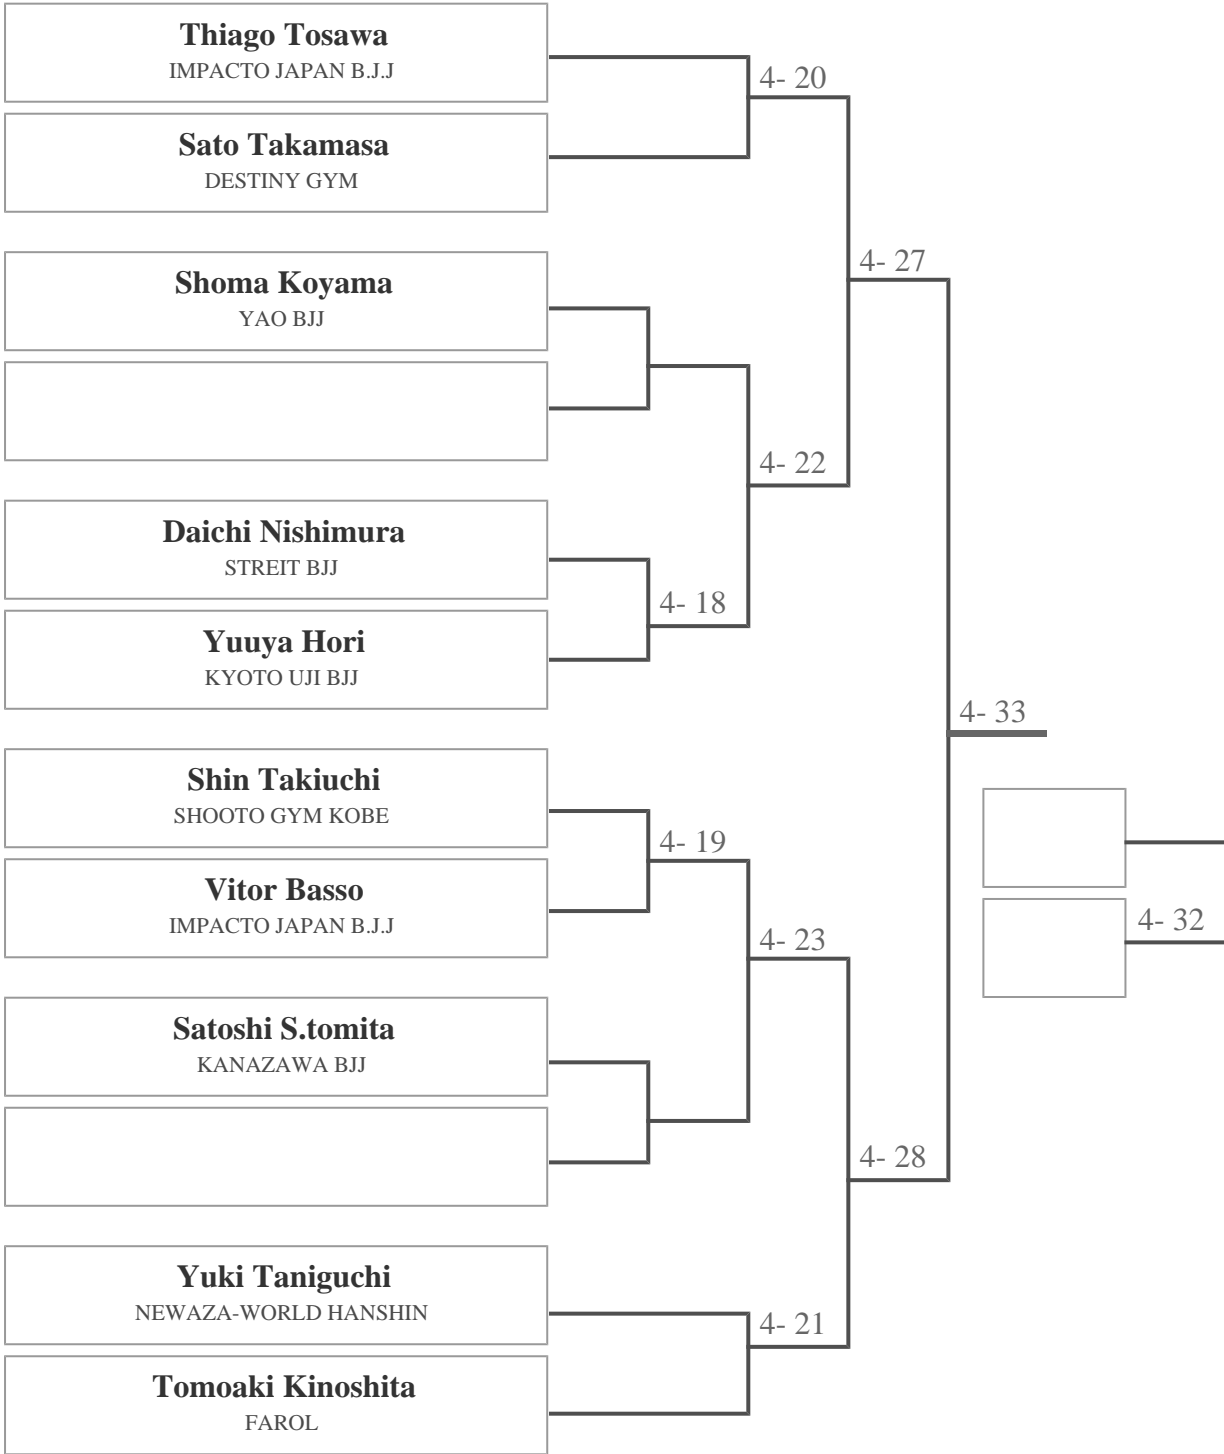 Thiago Tosawa
IMPACTO JAPAN B.J.J
4- 20
Sato Takamasa
DESTINY GYM
Shoma Koyama
YAO BJJ
4- 27
4- 22
Daichi Nishimura
STREIT BJJ
4- 18
Yuuya Hori
KYOTO UJI BJJ
4- 33
Shin Takiuchi
SHOOTO GYM KOBE
4- 19
Vitor Basso
IMPACTO JAPAN B.J.J
4- 32
4- 23
Satoshi S.tomita
KANAZAWA BJJ
4- 28
Yuki Taniguchi
NEWAZA-WORLD HANSHIN
4- 21
Tomoaki Kinoshita
FAROL